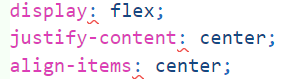 display: flex;
justify-content: center;
align-items: center;